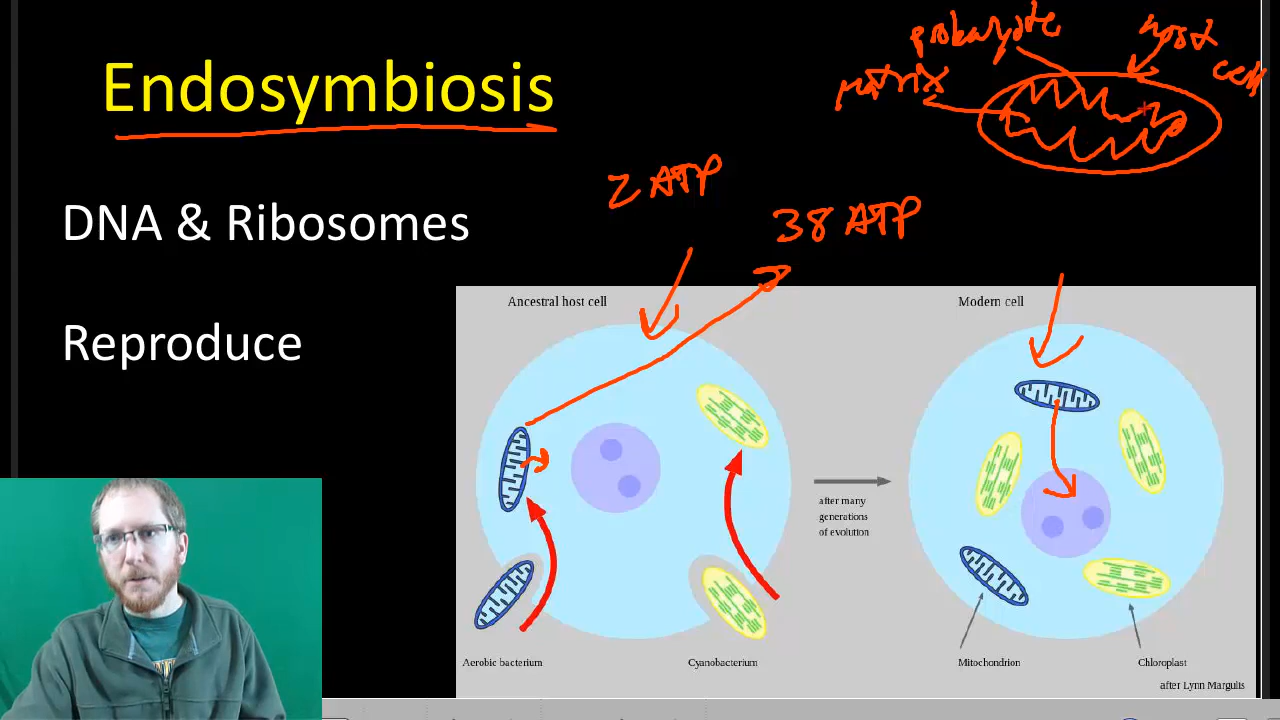 Endosymbiosis
prokaryote
host
cell
matrix
2 ATP
38 ATP
DNA & Ribosomes
Reproduce
Ancestral host cell
Modern cell
after many
generations
of evolution
Aerobic bacterium
Cyanobacterium
Mitochondrion
Chloroplast
after Lynn Margulis